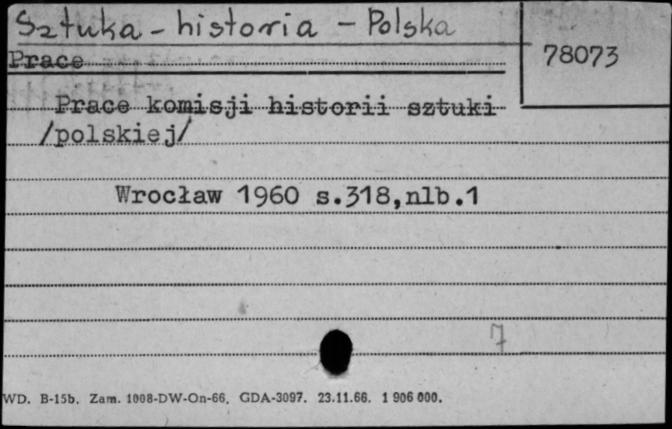 Sztuka - historia - Polska
Prace
78073
Prace komisji historii sztuki
/polskiej/
Wrocław 1960 s.318,nlb.1
7
WD. B-15b. Zam. 1008-DW-On-66. GDA-3097. 23.11.66. 1 906 000.